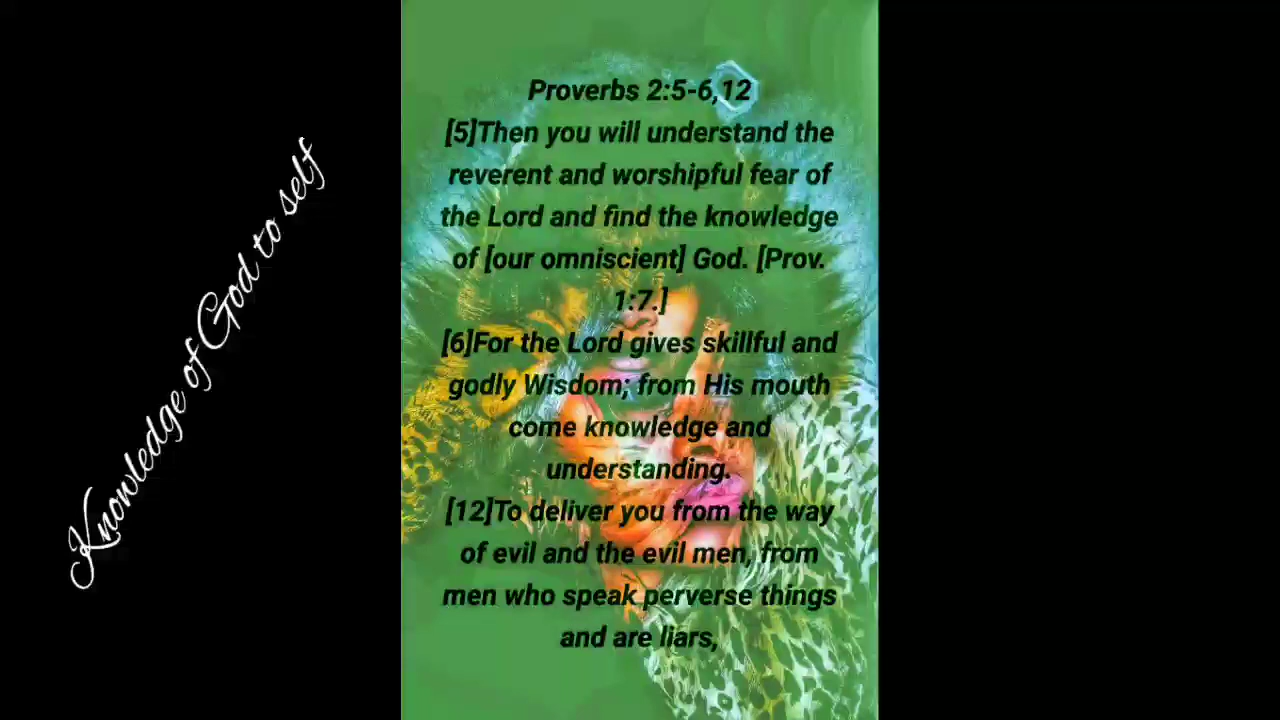 Knowledge of God to self
Proverbs 2:5-6,12
[5]Then you will understand the
reverent and worshipful fear of
the Lord and find the knowledge
of [our omniscient] God. [Prov.
1:7.]
[6]For the Lord gives skillful and
godly Wisdom; from His mouth
come knowledge and
understanding.
[12]To deliver you from the way
of evil and the evil men, from
men who speak perverse things
and are liars,